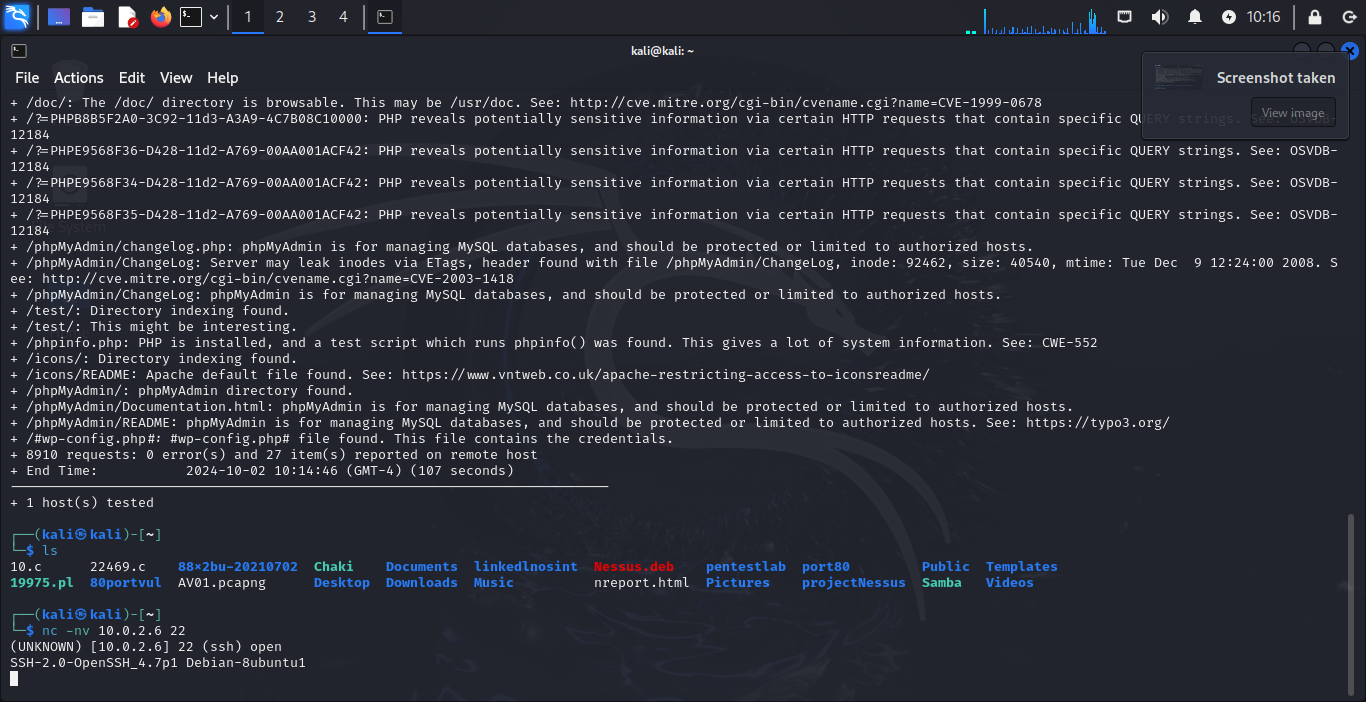 1 2 3 4 10:16
kali@kali: ~
File Actions Edit View Help
Screenshot taken
View image
+ /doc/: The /doc/ directory is browsable. This may be /usr/doc. See: http://cve.mitre.org/cgi-bin/cvename.cgi?name=CVE-1999-0678
+ /?=PHPB8B5F2A0-3C92-11d3-A3A9-4C7B08C10000: PHP reveals potentially sensitive information via certain HTTP requests that contain specific QUERY strings. See: OSVDB-
12184
+ /?=PHPE9568F36-D428-11d2-A769-00AA001ACF42: PHP reveals potentially sensitive information via certain HTTP requests that contain specific QUERY strings. See: OSVDB-
12184
+ /?=PHPE9568F34-D428-11d2-A769-00AA001ACF42: PHP reveals potentially sensitive information via certain HTTP requests that contain specific QUERY strings. See: OSVDB-
12184
+ /?=PHPE9568F35-D428-11d2-A769-00AA001ACF42: PHP reveals potentially sensitive information via certain HTTP requests that contain specific QUERY strings. See: OSVDB-
12184
+ /phpMyAdmin/changelog.php: phpMyAdmin is for managing MySQL databases, and should be protected or limited to authorized hosts.
+ /phpMyAdmin/ChangeLog: Server may leak inodes via ETags, header found with file /phpMyAdmin/ChangeLog, inode: 92462, size: 40540, mtime: Tue Dec  9 12:24:00 2008. S
ee: http://cve.mitre.org/cgi-bin/cvename.cgi?name=CVE-2003-1418
+ /phpMyAdmin/ChangeLog: phpMyAdmin is for managing MySQL databases, and should be protected or limited to authorized hosts.
+ /test/: Directory indexing found.
+ /test/: This might be interesting.
+ /phpinfo.php: PHP is installed, and a test script which runs phpinfo() was found. This gives a lot of system information. See: CWE-552
+ /icons/: Directory indexing found.
+ /icons/README: Apache default file found. See: https://www.vntweb.co.uk/apache-restricting-access-to-iconsreadme/
+ /phpMyAdmin/: phpMyAdmin directory found.
+ /phpMyAdmin/Documentation.html: phpMyAdmin is for managing MySQL databases, and should be protected or limited to authorized hosts.
+ /phpMyAdmin/README: phpMyAdmin is for managing MySQL databases, and should be protected or limited to authorized hosts. See: https://typo3.org/
+ /#wp-config.php#: #wp-config.php# file found. This file contains the credentials.
+ 8910 requests: 0 error(s) and 27 item(s) reported on remote host
+ End Time:           2024-10-02 10:14:46 (GMT-4) (107 seconds)
+ 1 host(s) tested
┌──(kali㉿kali)-[~]
└─$ ls
10.c 22469.c 88×2bu-20210702 Chaki Documents linkedlnosint Nessus.deb pentestlab port80 Public Templates
19975.pl 80portvul AV01.pcapng Desktop Downloads Music nreport.html Pictures projectNessus Samba Videos
┌──(kali㉿kali)-[~]
└─$ nc -nv 10.0.2.6 22
(UNKNOWN) [10.0.2.6] 22 (ssh) open
SSH-2.0-OpenSSH_4.7p1 Debian-8ubuntu1